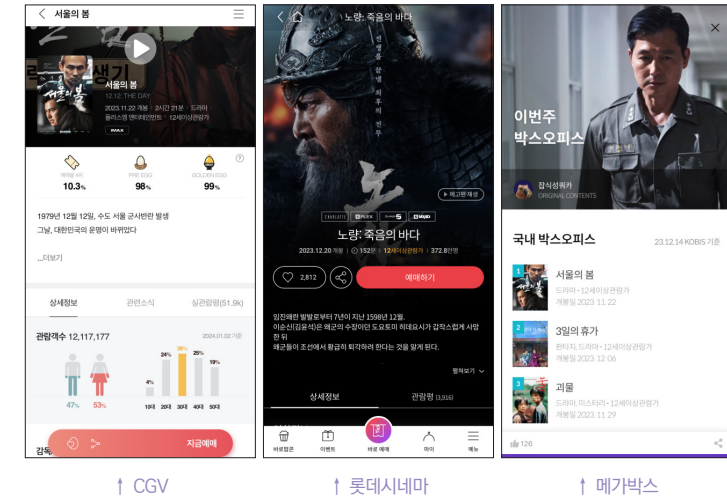 서울의 봄
서울의 봄
12.12: THE DAY
2023.11.22 개봉 2시간 21분 드라마
플러스엠 엔터테인먼트 12세이상관람가
IMAX
예매율 4위
10.3%
PRE EGG
98%
GOLDEN EGG
99%
1979년 12월 12일, 수도 서울 군사반란 발생
그날, 대한민국의 운명이 바뀌었다
...더보기
상세정보
관련소식
실관람평(51.9k)
관람객수 12,117,177
2024.01.02 기준
47%
53%
4%
24%
28%
25%
19%
10대
20대
30대
40대
50대
감독
지금예매
↑ CGV
노량: 죽음의 바다
예고편 재생
CHARLOTTE
노량: 죽음의 바다
2023.12.20 개봉 152분 12세이상관람가 372.8만명
2,812
예매하기
임진왜란 발발로부터 7년이 지난 1598년 12월.
이순신(김윤석)은 왜군의 수장이던 도요토미 히데요시가 갑작스럽게 사망
한 뒤
왜군들이 조선에서 황급히 퇴각하려 한다는 것을 알게 된다.
펼쳐보기
상세정보
관람평 (3,916)
바로팝콘
이벤트
바로 예매
마이
메뉴
↑ 롯데시네마
이번주
박스오피스
잡식성쿼카
ORIGINAL CONTENTS
국내 박스오피스
23.12.14 KOBIS 기준
1
서울의 봄
드라마 • 12세이상관람가
개봉일 2023. 11. 22
2
3일의 휴가
판타지, 드라마 • 12세이상관람가
개봉일 2023. 12. 06
3
괴물
드라마, 미스터리 • 12세이상관람가
개봉일 2023. 11. 29
126
↑ 메가박스